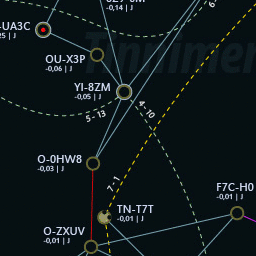 -0,14 | J
-UA3C
25 | J
OU-X3P
-0,06 | J
YI-8ZM
-0,05 | J
4 - 10
5 - 13
O-0HW8
-0,03 | J
7 - 1
F7C-H0
-0,01 | J
TN-T7T
-0,01 | J
O-ZXUV
-0,01 | J